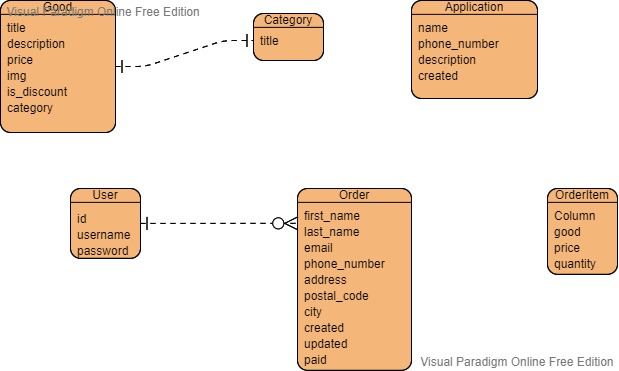 Good
Visual Paradigm Online Free Edition
title
description
price
img
is_discount
category
Category
title
Application
name
phone_number
description
created
User
id
username
password
Order
first_name
last_name
email
phone_number
address
postal_code
city
created
updated
paid
OrderItem
Column
good
price
quantity
Visual Paradigm Online Free Edition